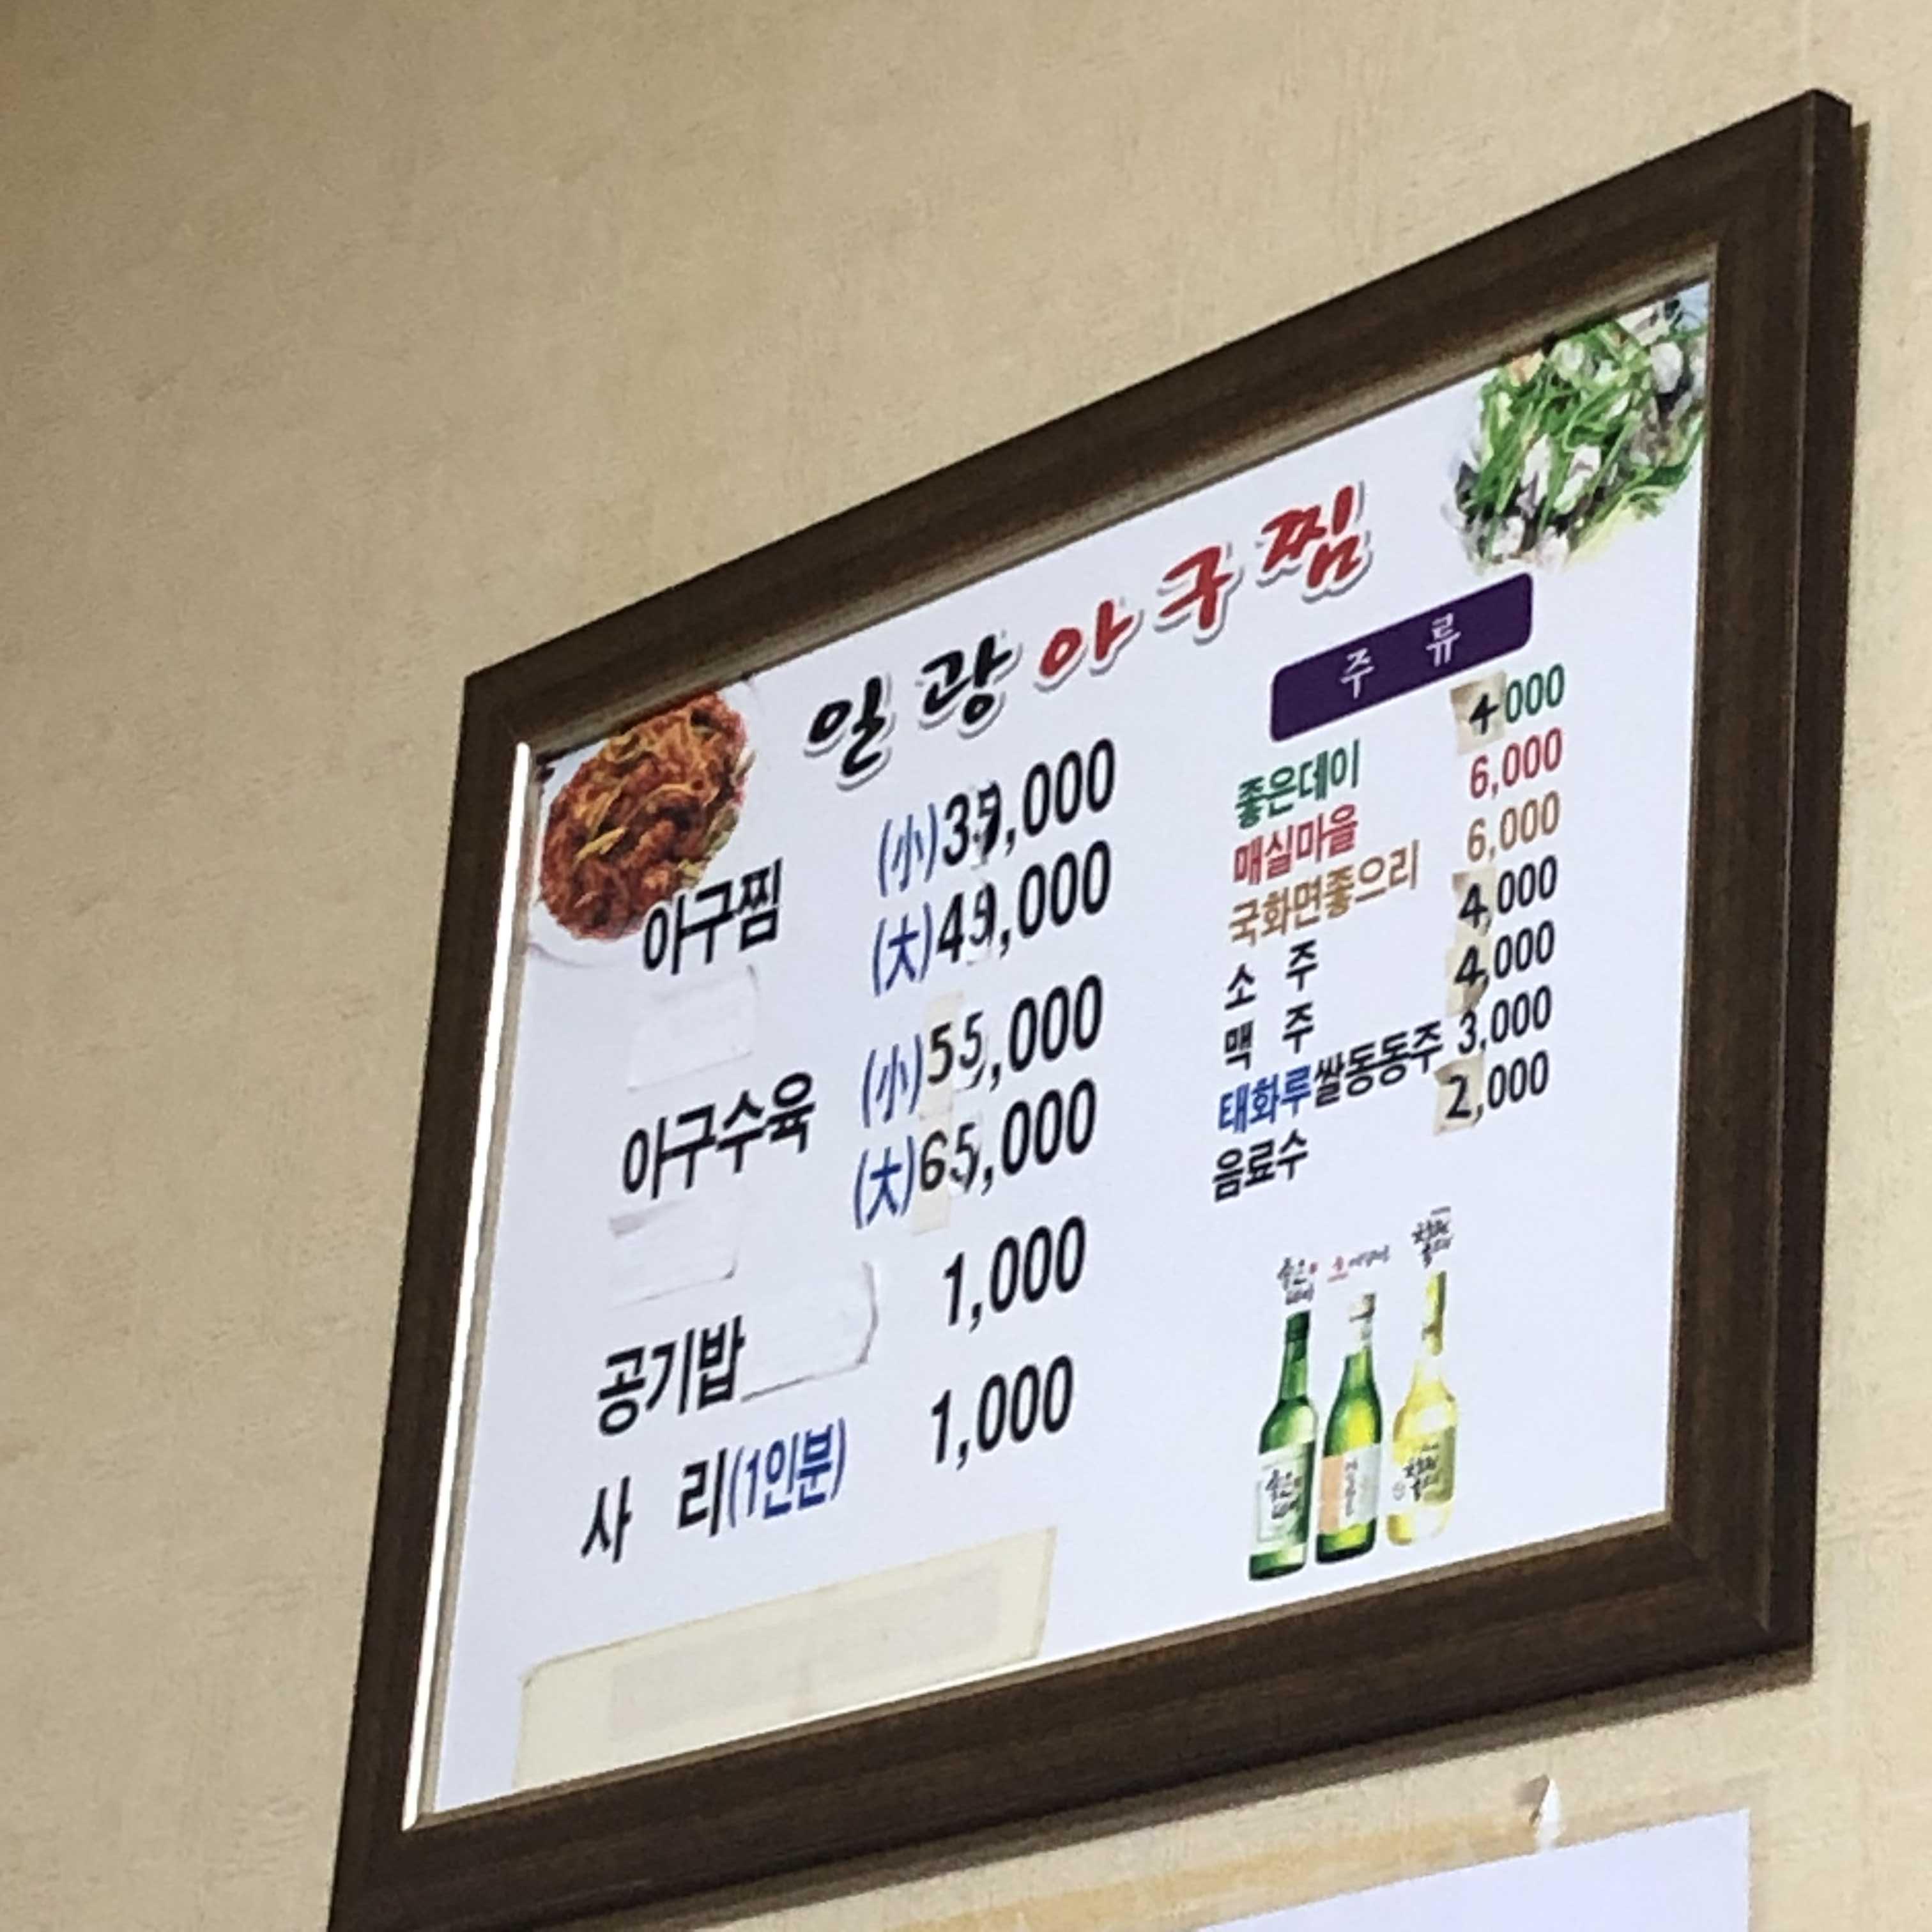 일광아구찜
아구찜 (小)39,000
(大)49,000
아구수육 (小)55,000
(大)65,000
공기밥 1,000
사 리(1인분) 1,000
주 류
좋은데이 4,000
매실마을 6,000
국화면좋으리 6,000
소 주 4,000
맥 주 4,000
태화루쌀동동주 3,000
음료수 2,000